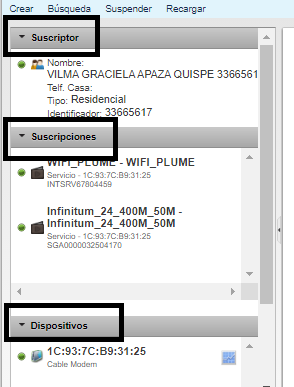 Crear Búsqueda Suspender Recargar
Suscriptor
Nombre:
VILMA GRACIELA APAZA QUISPE 33665617
Telf. Casa:
Tipo: Residencial
Identificador: 33665617
Suscripciones
WIFI_PLUME - WIFI_PLUME
Servicio - 1C:93:7C:B9:31:25
INTSRV67804459
Infinitum_24_400M_50M -
Infinitum_24_400M_50M
Servicio - 1C:93:7C:B9:31:25
SGA0000032504170
Dispositivos
1C:93:7C:B9:31:25
Cable Modem